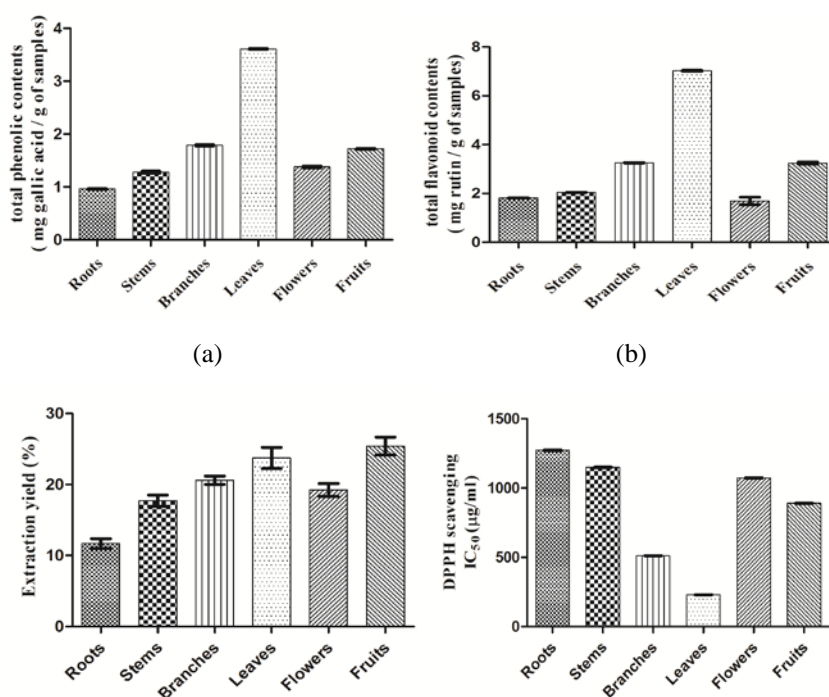 total phenolic contents
( mg gallic acid / g of samples)
4
3
2
1
0
Roots
Stems
Branches
Leaves
Flowers
Fruits
(a)
total flavonoid contents
( mg rutin / g of samples)
8
6
4
2
0
Roots
Stems
Branches
Leaves
Flowers
Fruits
(b)
Extraction yield (%)
30
20
10
0
Roots
Stems
Branches
Leaves
Flowers
Fruits
DPPH scavenging
IC50 (μg/ml)
1500
1000
500
0
Roots
Stems
Branches
Leaves
Flowers
Fruits